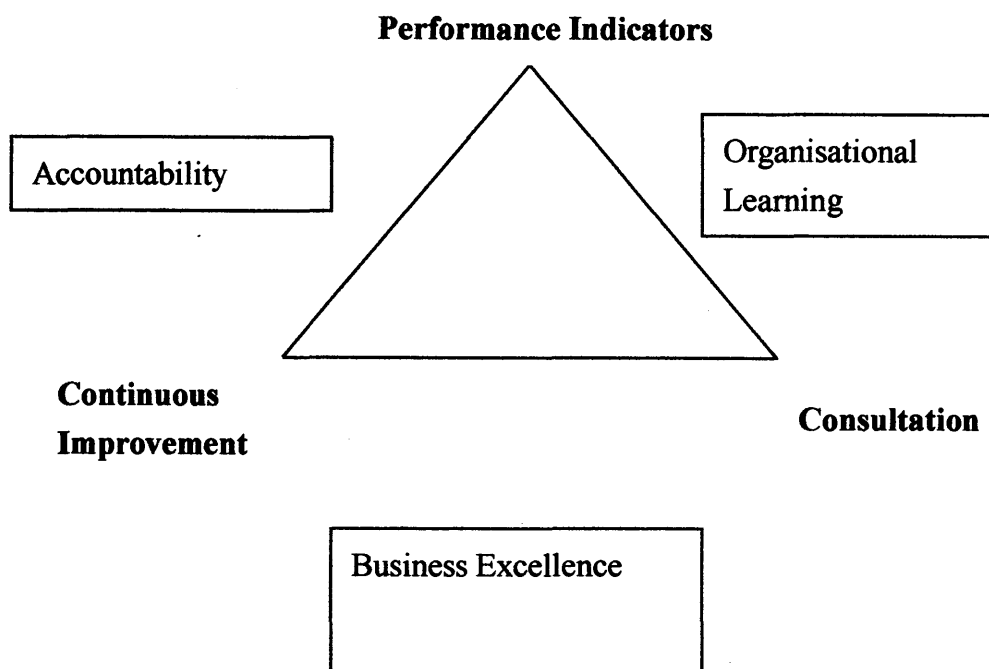 Performance Indicators
Accountability
Organisational
Learning
Continuous
Improvement
Consultation
Business Excellence